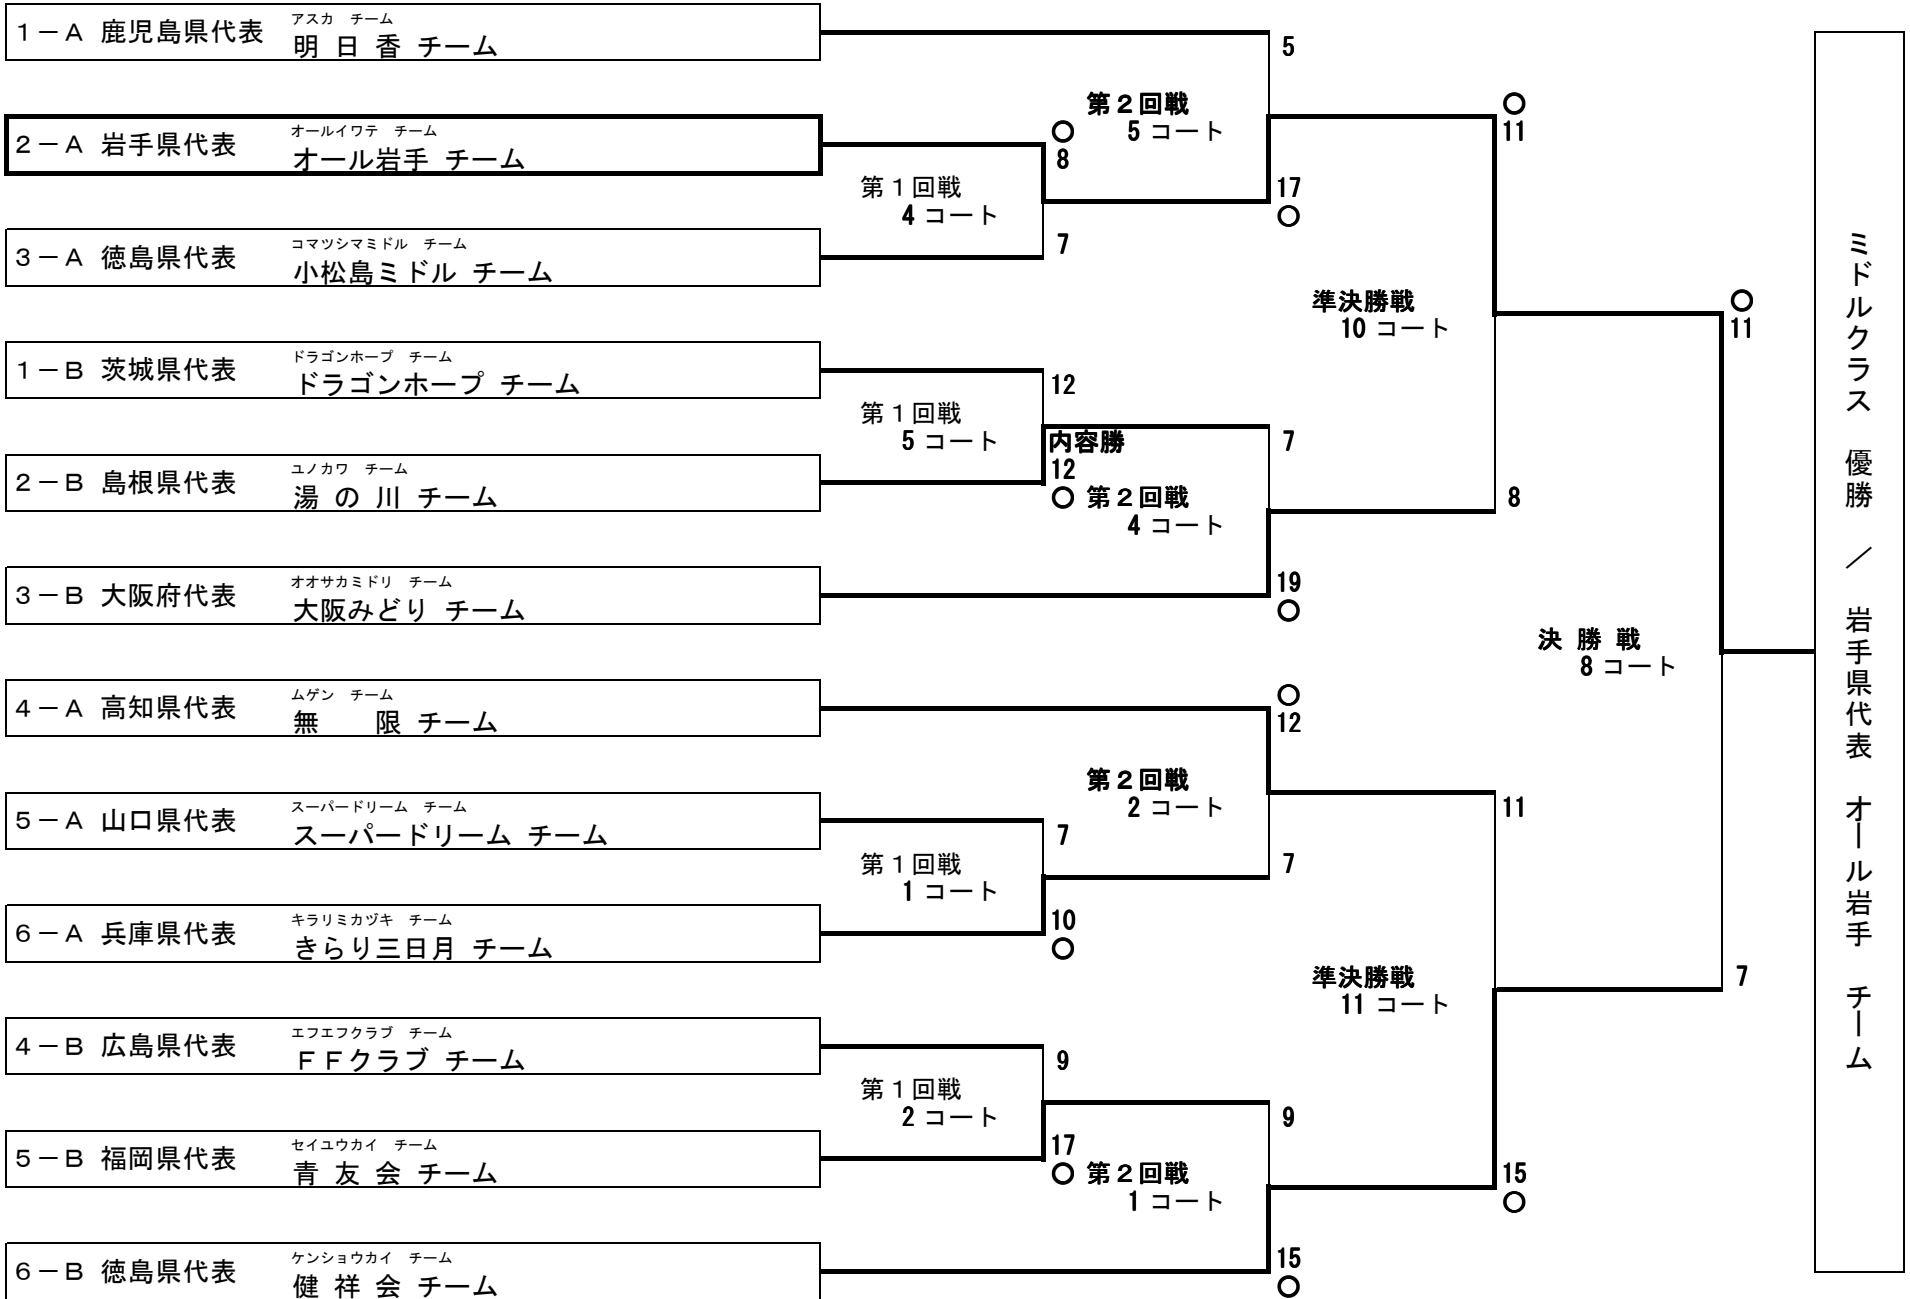 アスカ　チーム
１－Ａ 鹿児島県代表 明 日 香 チーム
5
第２回戦
5 コート
○
11
オールイワテ　チーム
２－Ａ 岩手県代表 オール岩手 チーム
○
8
第１回戦
4 コート
17
○
コマツシマミドル　チーム
３－Ａ 徳島県代表 小松島ミドル チーム
7
準決勝戦
10 コート
○
11
ドラゴンホープ　チーム
１－Ｂ 茨城県代表 ドラゴンホープ チーム
12
第１回戦
5 コート
内容勝
12
○
7
ユノカワ　チーム
２－Ｂ 島根県代表 湯 の 川 チーム
第２回戦
4 コート
8
オオサカミドリ　チーム
３－Ｂ 大阪府代表 大阪みどり チーム
19
○
決 勝 戦
8 コート
ムゲン　チーム
４－Ａ 高知県代表 無　　限 チーム
○
12
第２回戦
2 コート
11
スーパードリーム　チーム
５－Ａ 山口県代表 スーパードリーム チーム
7
第１回戦
1 コート
7
キラリミカヅキ　チーム
６－Ａ 兵庫県代表 きらり三日月 チーム
10
○
準決勝戦
11 コート
7
エフエフクラブ　チーム
４－Ｂ 広島県代表 ＦＦクラブ チーム
9
第１回戦
2 コート
9
セイユウカイ　チーム
５－Ｂ 福岡県代表 青 友 会 チーム
17
○
第２回戦
1 コート
15
○
ケンショウカイ　チーム
６－Ｂ 徳島県代表 健 祥 会 チーム
15
○
ミドルクラス　優勝　／　岩手県代表　オール岩手　チーム